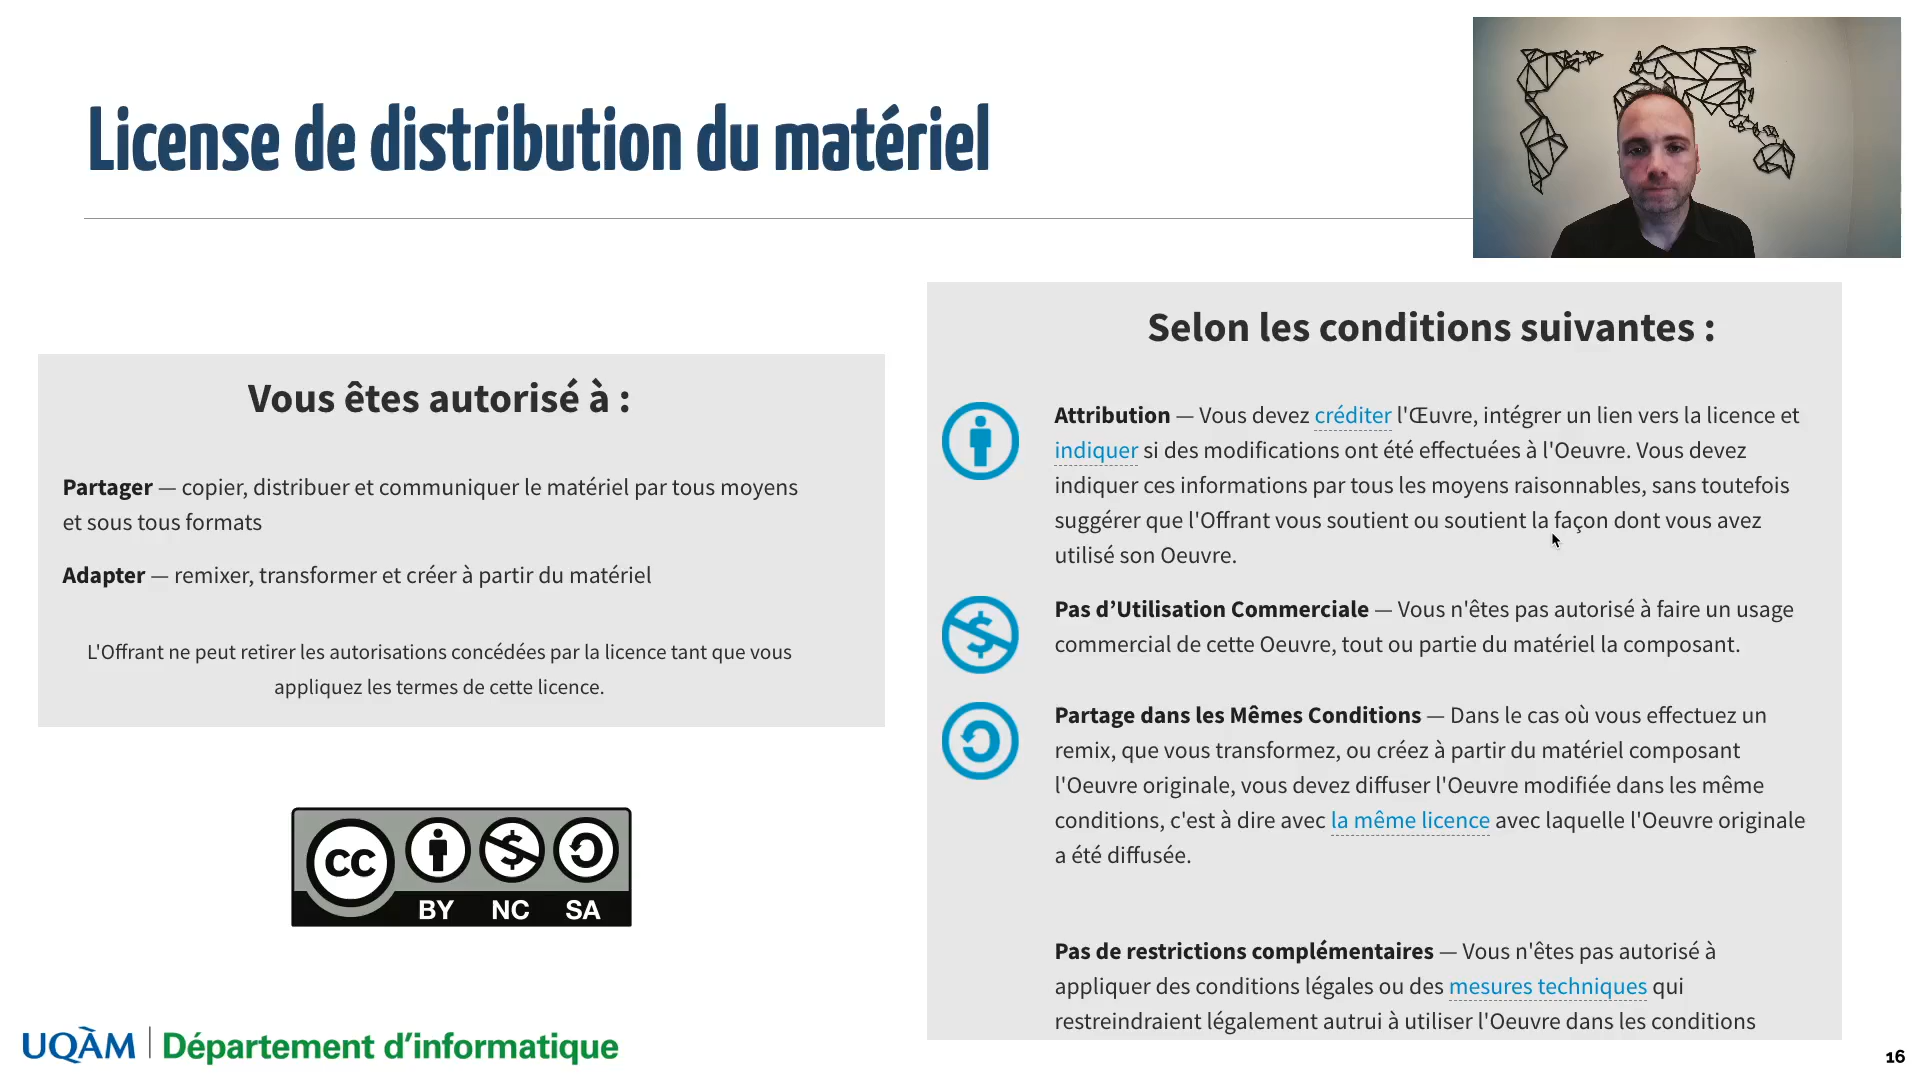 License de distribution du matériel
Vous êtes autorisé à :
Partager — copier, distribuer et communiquer le matériel par tous moyens
et sous tous formats
Adapter — remixer, transformer et créer à partir du matériel
L'Offrant ne peut retirer les autorisations concédées par la licence tant que vous
appliquez les termes de cette licence.
cc
BY NC SA
Selon les conditions suivantes :
Attribution — Vous devez créditer l'Œuvre, intégrer un lien vers la licence et
indiquer si des modifications ont été effectuées à l'Oeuvre. Vous devez
indiquer ces informations par tous les moyens raisonnables, sans toutefois
suggérer que l'Offrant vous soutient ou soutient la façon dont vous avez
utilisé son Oeuvre.
Pas d’Utilisation Commerciale — Vous n'êtes pas autorisé à faire un usage
commercial de cette Oeuvre, tout ou partie du matériel la composant.
Partage dans les Mêmes Conditions — Dans le cas où vous effectuez un
remix, que vous transformez, ou créez à partir du matériel composant
l'Oeuvre originale, vous devez diffuser l'Oeuvre modifiée dans les même
conditions, c'est à dire avec la même licence avec laquelle l'Oeuvre originale
a été diffusée.
Pas de restrictions complémentaires — Vous n'êtes pas autorisé à
appliquer des conditions légales ou des mesures techniques qui
restreindraient légalement autrui à utiliser l'Oeuvre dans les conditions
UQÀM | Département d’informatique
16